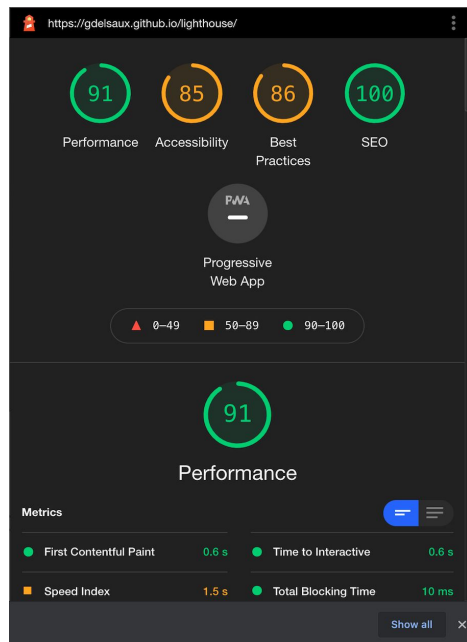 https://gdelsaux.github.io/lighthouse/
91
85
86
100
Performance
Accessibility
Best
Practices
SEO
PWA
Progressive
Web App
0–49
50–89
90–100
91
Performance
Metrics
First Contentful Paint 0.6 s
Time to Interactive 0.6 s
Speed Index 1.5 s
Total Blocking Time 10 ms
Show all